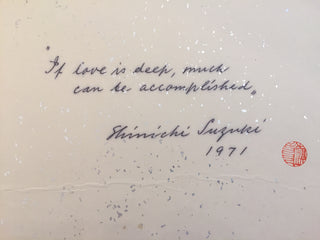 "If love is deep, much
can be accomplished„
Shinichi Suzuki
1971